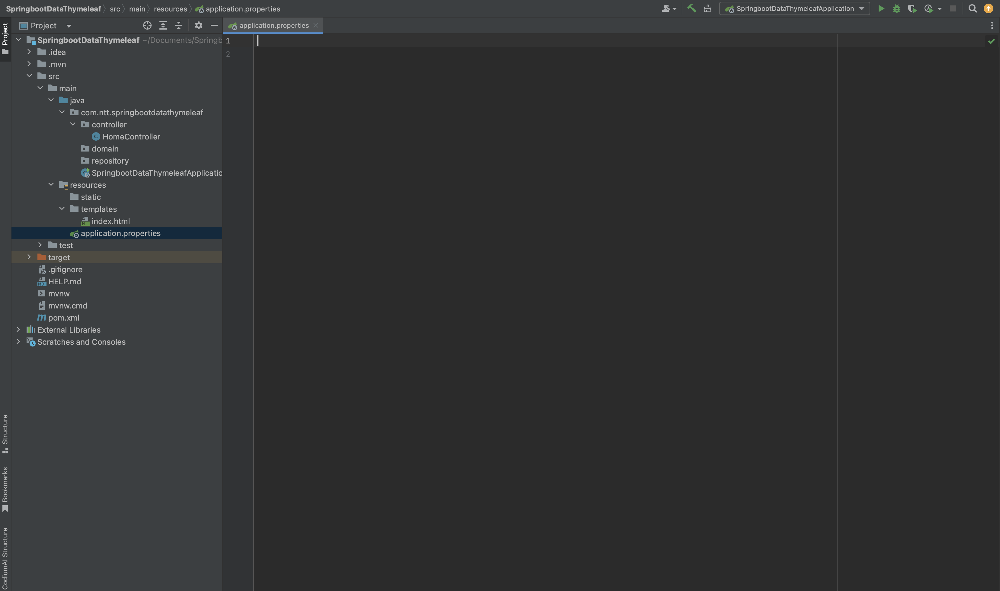 SpringbootDataThymeleaf src main resources application.properties
SpringbootDataThymeleafApplication
Project
application.properties
Project
SpringbootDataThymeleaf ~/Documents/Springb
.idea
.mvn
src
main
java
com.ntt.springbootdatathymeleaf
controller
C HomeController
domain
repository
SpringbootDataThymeleafApplicatio
resources
static
templates
H index.html
application.properties
test
target
.gitignore
MD HELP.md
mvnw
mvnw.cmd
m pom.xml
External Libraries
Scratches and Consoles
Structure
Bookmarks
CodiumAI Structure
1
2